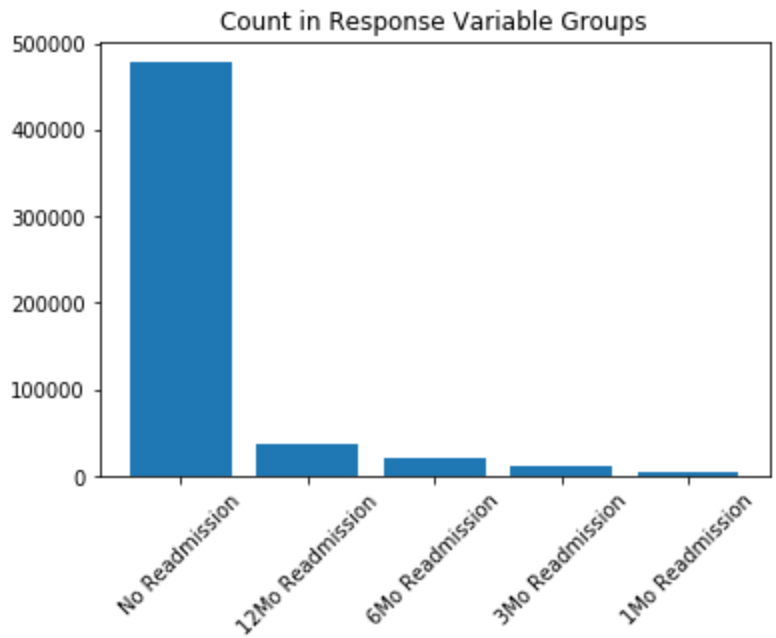 Count in Response Variable Groups
500000
400000
300000
200000
100000
0
No Readmission
12Mo Readmission
6Mo Readmission
3Mo Readmission
1Mo Readmission